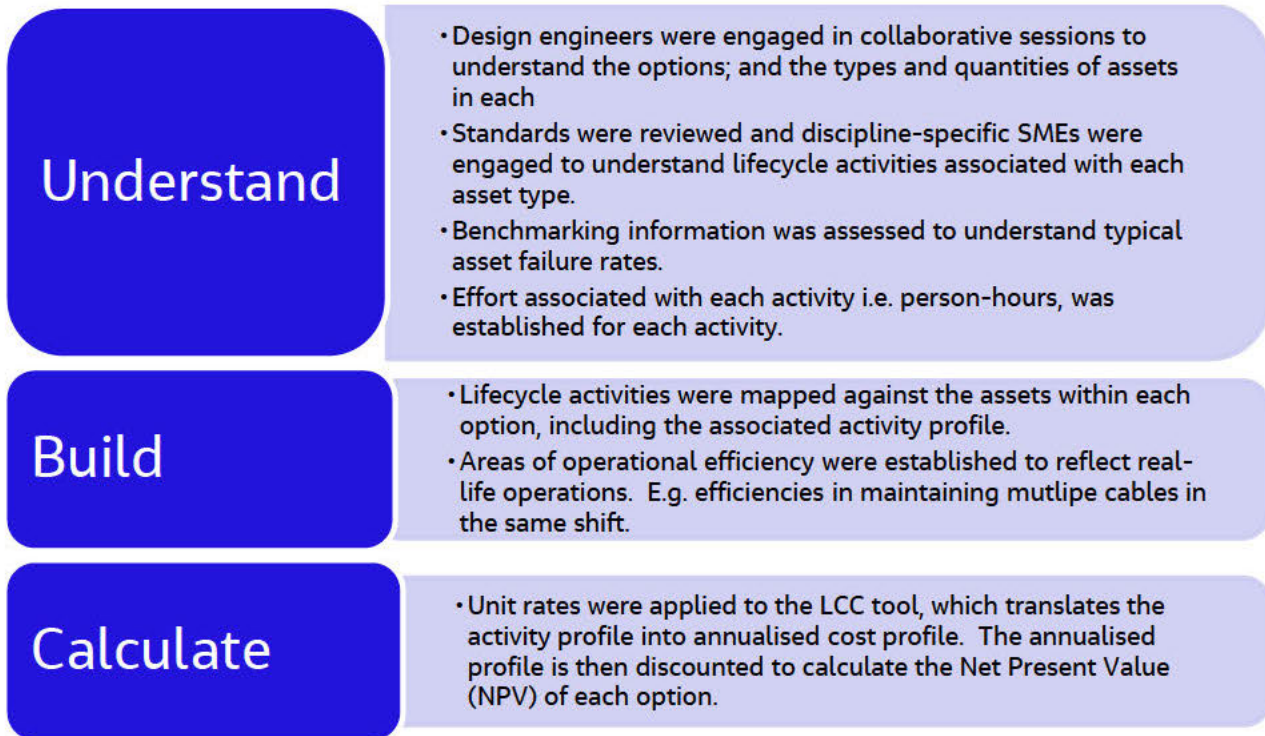 Understand
•Design engineers were engaged in collaborative sessions to
understand the options; and the types and quantities of assets
in each
•Standards were reviewed and discipline-specific SMEs were
engaged to understand lifecycle activities associated with each
asset type.
•Benchmarking information was assessed to understand typical
asset failure rates.
•Effort associated with each activity i.e. person-hours, was
established for each activity.
Build
•Lifecycle activities were mapped against the assets within each
option, including the associated activity profile.
•Areas of operational efficiency were established to reflect real-
life operations. E.g. efficiencies in maintaining mutlipe cables in
the same shift.
Calculate
•Unit rates were applied to the LCC tool, which translates the
activity profile into annualised cost profile. The annualised
profile is then discounted to calculate the Net Present Value
(NPV) of each option.